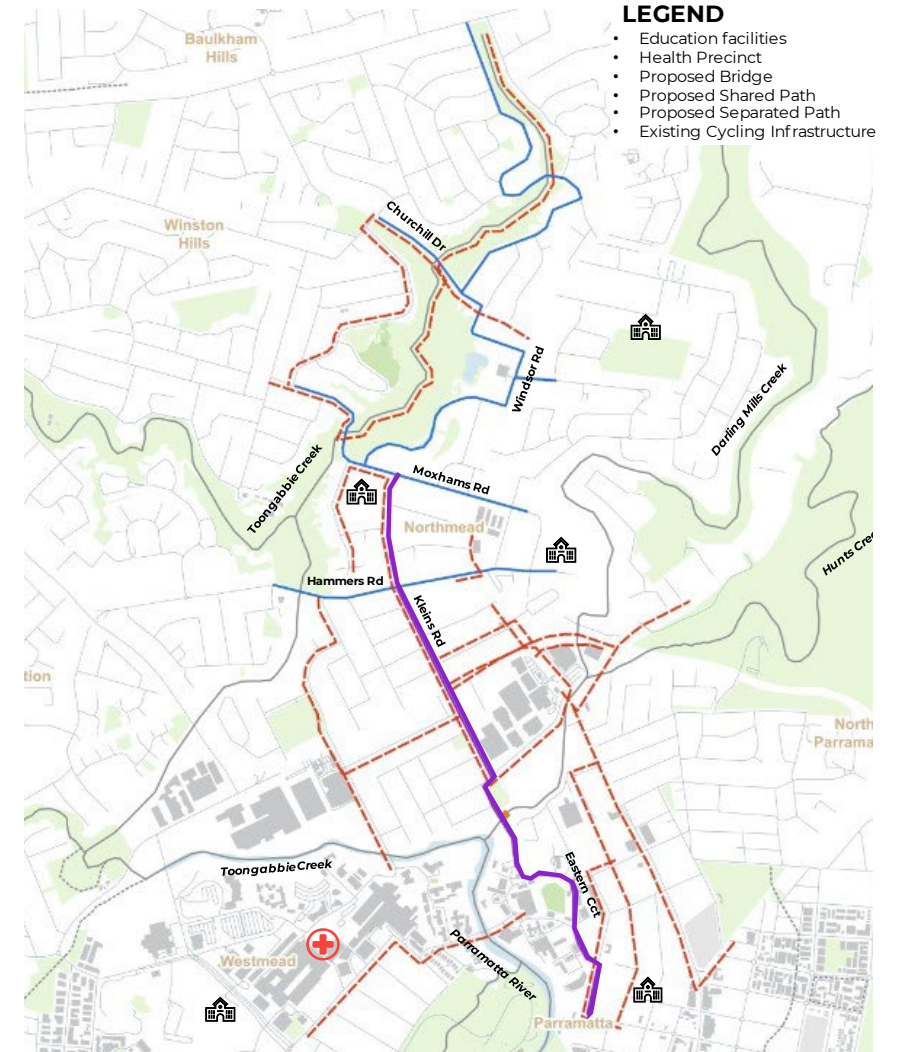 LEGEND
• Education facilities
• Health Precinct
• Proposed Bridge
• Proposed Shared Path
• Proposed Separated Path
• Existing Cycling Infrastructure
Baulkham
Hills
Churchill Dr
Winston
Hills
Windsor Rd
Darling Mills Creek
Toongabbie Creek
Moxhams Rd
Northmead
Hunts Cre
Hammers Rd
Kleins Rd
tion
North
Parrama
Toongabbie Creek
Eastern Cct
Parramatta River
Westmead
Parramatta